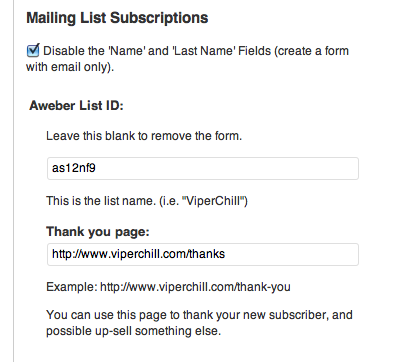 Mailing List Subscriptions
Disable the 'Name' and 'Last Name' Fields (create a form
with email only).
Aweber List ID:
Leave this blank to remove the form.
as12nf9
This is the list name. (i.e. "ViperChill")
Thank you page:
http://www.viperchill.com/thanks
Example: http://www.viperchill.com/thank-you
You can use this page to thank your new subscriber, and
possible up-sell something else.